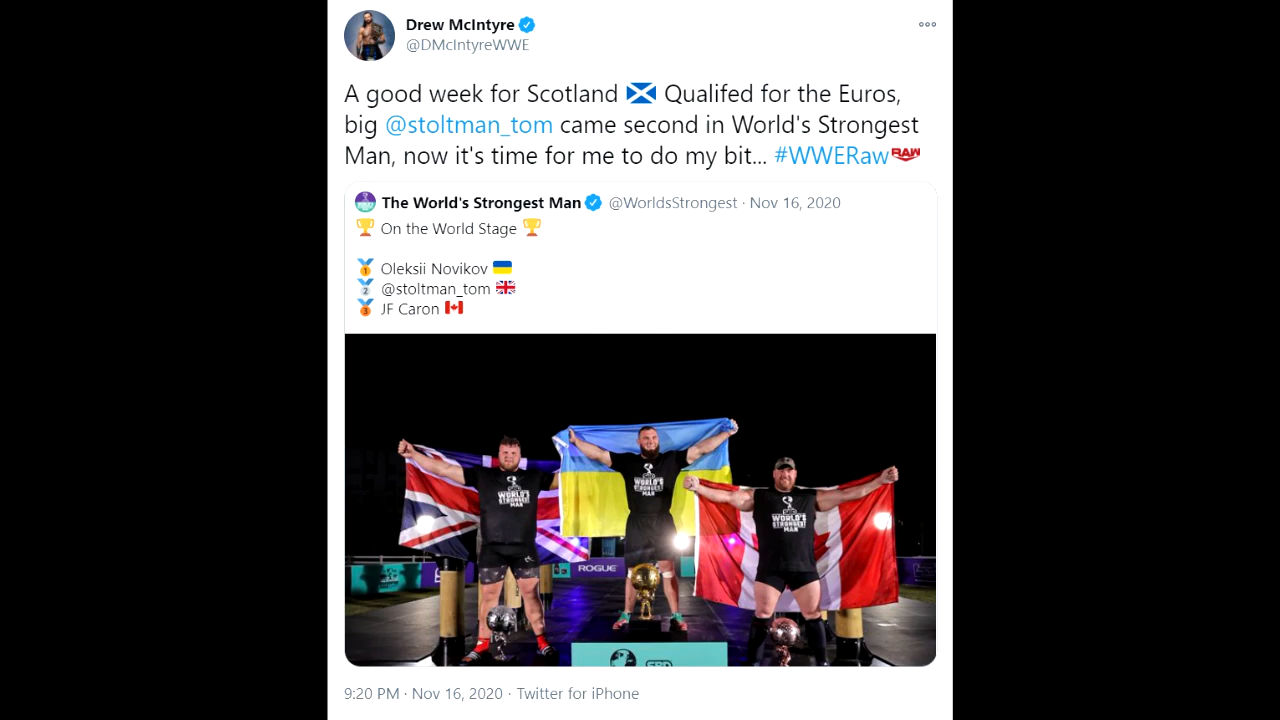 Drew McIntyre
@DMcIntyreWWE
A good week for Scotland 🏴󠁧󠁢󠁳󠁣󠁴󠁿 Qualifed for the Euros,
big @stoltman_tom came second in World's Strongest
Man, now it's time for me to do my bit... #WWERaw RAW
The World's Strongest Man @WorldsStrongest · Nov 16, 2020
🏆 On the World Stage 🏆
🥇 Oleksii Novikov 🇺🇦
🥈 @stoltman_tom 🇬🇧
🥉 JF Caron 🇨🇦
WORLD'S
STRONGEST
MAN
WORLD'S
STRONGEST
MAN
WORLD'S
STRONGEST
MAN
ROGUE
9:20 PM · Nov 16, 2020 · Twitter for iPhone